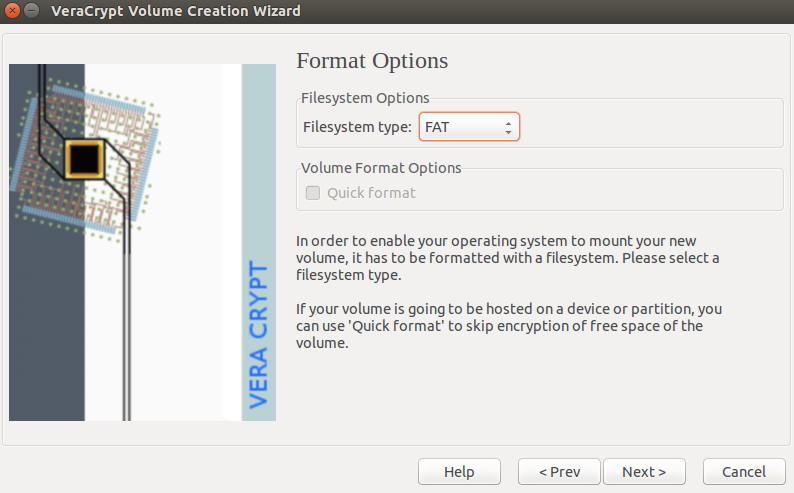 VeraCrypt Volume Creation Wizard
Format Options
Filesystem Options
Filesystem type: FAT
Volume Format Options
Quick format
In order to enable your operating system to mount your new
volume, it has to be formatted with a filesystem. Please select a
filesystem type.
If your volume is going to be hosted on a device or partition, you
can use 'Quick format' to skip encryption of free space of the
volume.
VERA CRYPT
Help < Prev Next > Cancel